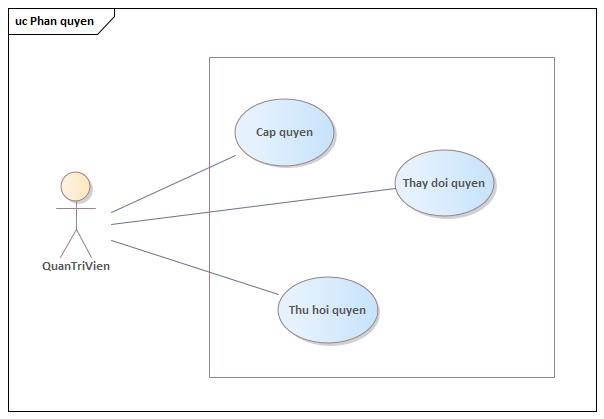 uc Phan quyen
Cap quyen
Thay doi quyen
QuanTriVien
Thu hoi quyen